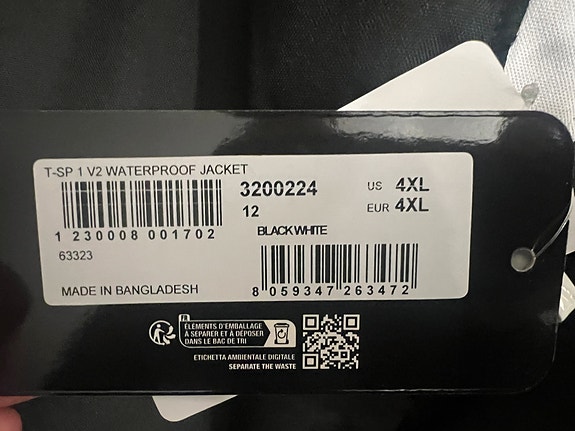 T-SP 1 V2 WATERPROOF JACKET
3200224 US 4XL
12 EUR 4XL
1 230008 001702
BLACK WHITE
63323
MADE IN BANGLADESH
8 059347 263472
FR
ÉLÉMENTS D'EMBALLAGE
À SÉPARER ET À DÉPOSER
DANS LE BAC DE TRI
ETICHETTA AMBIENTALE DIGITALE
SEPARATE THE WASTE